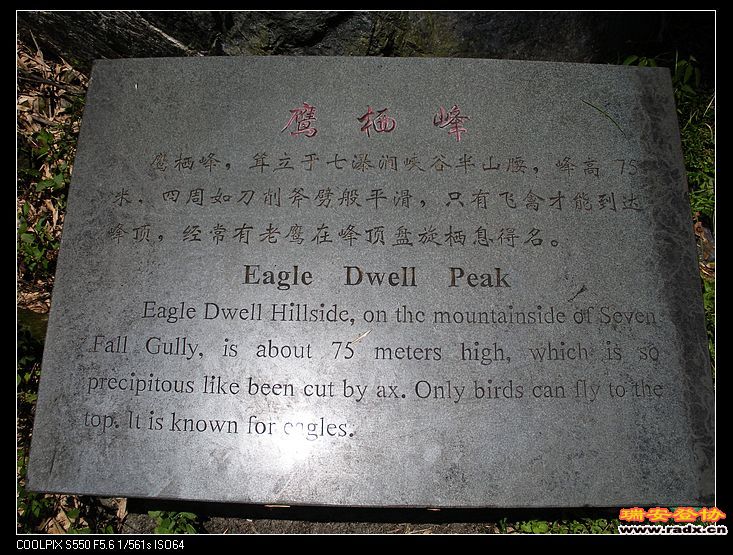 鹰栖峰
鹰栖峰，耸立于七瀑涧峡谷半山腰，峰高 75
米，四周如刀削斧劈般平滑，只有飞禽才能到达
峰顶，经常有老鹰在峰顶盘旋栖息得名。
Eagle Dwell Peak
Eagle Dwell Hillside, on the mountainside of Seven
Fall Gully, is about 75 meters high, which is so
precipitous like been cut by ax. Only birds can fly to the
top. It is known for eagles.
瑞安登协
www.radx.cn
COOLPIX S550 F5.6 1/561s ISO64